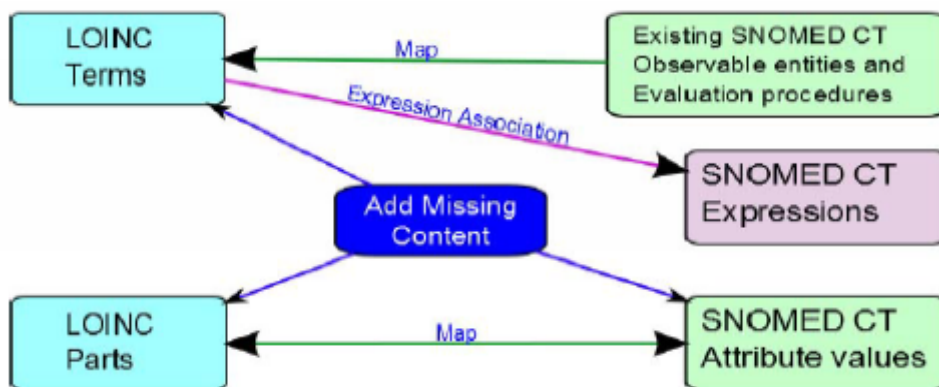 LOINC
Terms
Map
Existing SNOMED CT
Observable entities and
Evaluation procedures
Expression Association
SNOMED CT
Expressions
Add Missing
Content
LOINC
Parts
Map
SNOMED CT
Attribute values